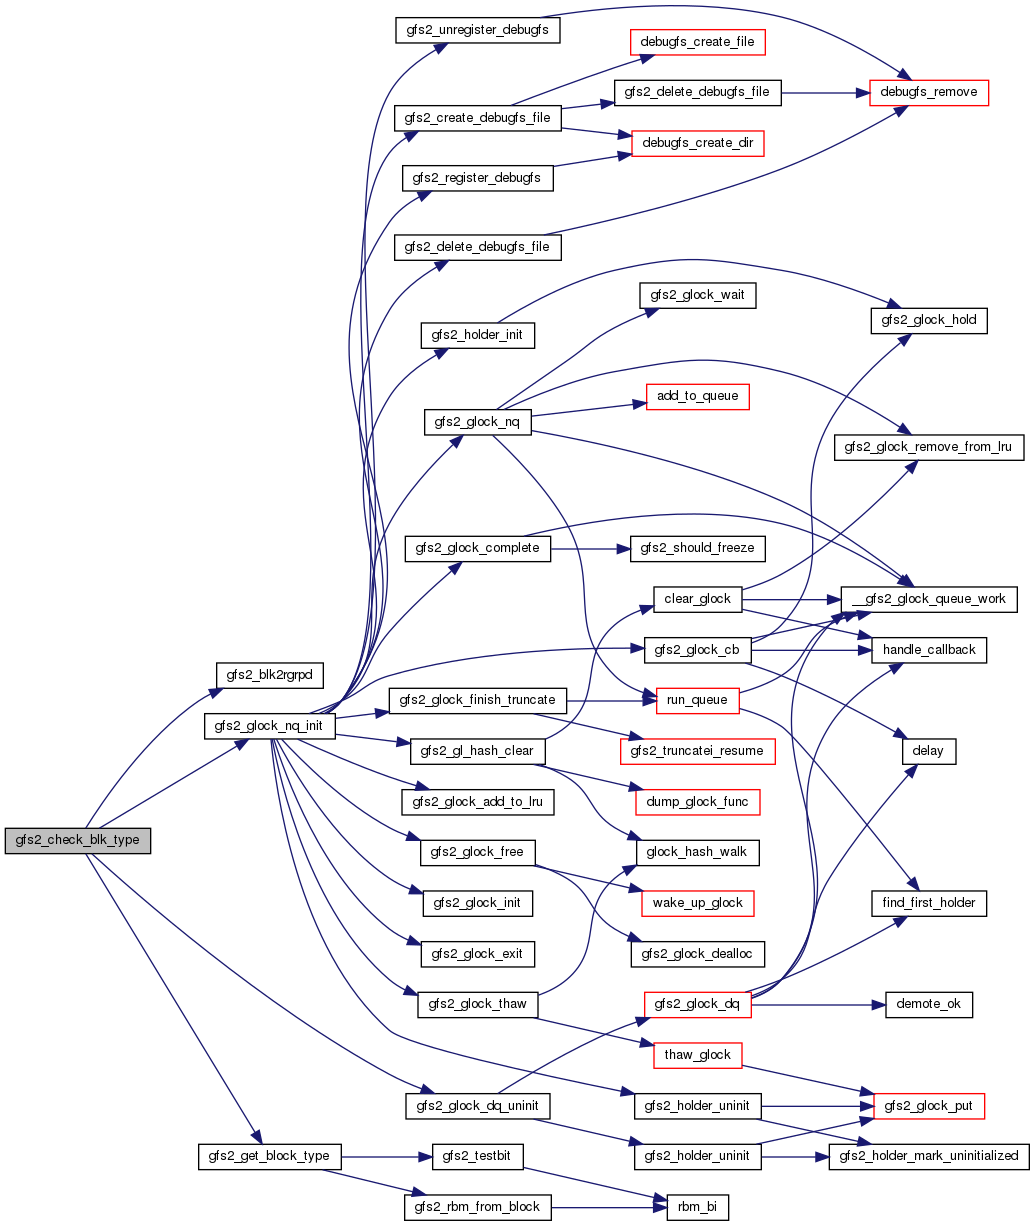 gfs2_unregister_debugfs
debugfs_create_file
gfs2_delete_debugfs_file
debugfs_remove
gfs2_create_debugfs_file
debugfs_create_dir
gfs2_register_debugfs
gfs2_delete_debugfs_file
gfs2_glock_wait
gfs2_glock_hold
gfs2_holder_init
add_to_queue
gfs2_glock_nq
gfs2_glock_remove_from_lru
gfs2_glock_complete
gfs2_should_freeze
clear_glock
__gfs2_glock_queue_work
gfs2_glock_cb
handle_callback
gfs2_blk2rgrpd
gfs2_glock_finish_truncate
run_queue
gfs2_glock_nq_init
gfs2_gl_hash_clear
gfs2_truncatei_resume
delay
gfs2_glock_add_to_lru
dump_glock_func
gfs2_check_blk_type
gfs2_glock_free
glock_hash_walk
gfs2_glock_init
wake_up_glock
find_first_holder
gfs2_glock_exit
gfs2_glock_dealloc
gfs2_glock_thaw
gfs2_glock_dq
demote_ok
thaw_glock
gfs2_glock_dq_uninit
gfs2_holder_uninit
gfs2_glock_put
gfs2_get_block_type
gfs2_testbit
gfs2_holder_uninit
gfs2_holder_mark_uninitialized
gfs2_rbm_from_block
rbm_bi